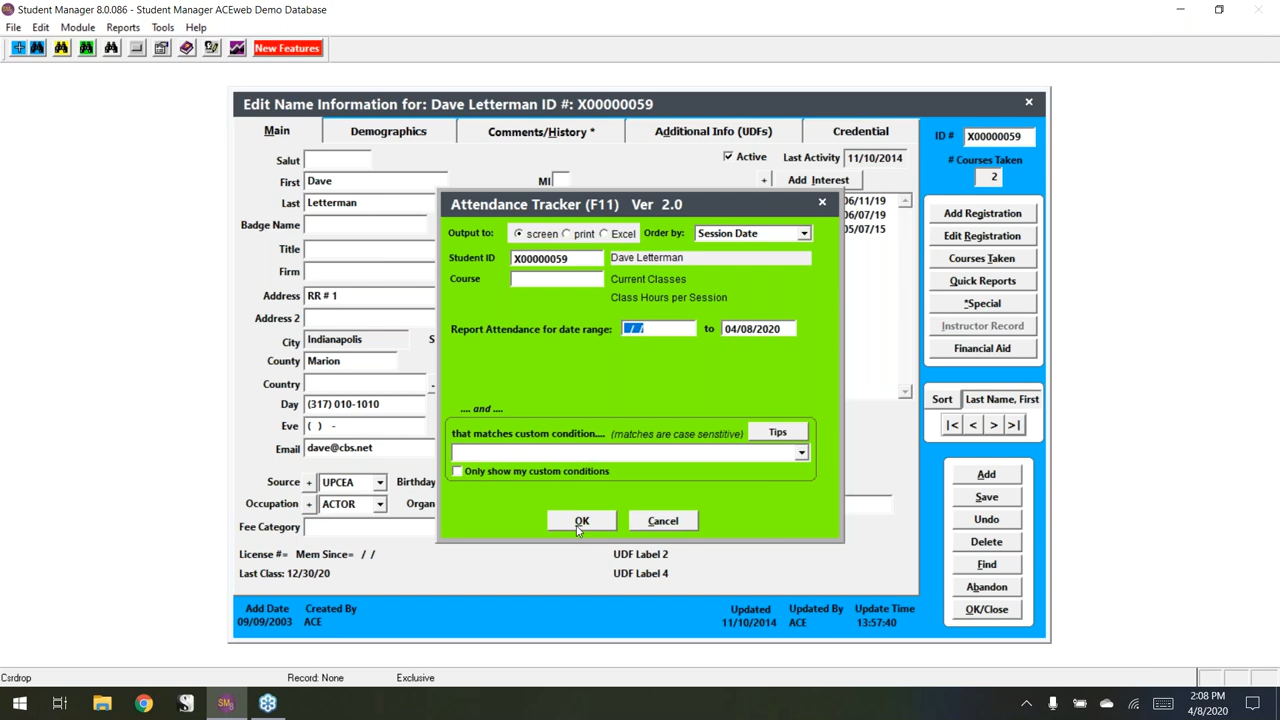 Student Manager 8.0.086 - Student Manager ACEweb Demo Database
File Edit Module Reports Tools Help
New Features
Edit Name Information for: Dave Letterman ID #: X00000059
Main Demographics Comments/History * Additional Info (UDFs) Credential
ID # X00000059
# Courses Taken
2
Salut
Active Last Activity 11/10/2014
First Dave MI + Add Interest
Last Letterman
06/11/19
06/07/19
05/07/15
Badge Name
Title
Firm
Address RR # 1
Address 2
City Indianapolis S
County Marion
Country
Day (317) 010-1010
Eve ( ) -
Email dave@cbs.net
Source + UPCEA Birthday
Occupation + ACTOR Organ
Fee Category
License #= Mem Since= / / UDF Label 2
Last Class: 12/30/20 UDF Label 4
Add Date Created By Updated Updated By Update Time
09/09/2003 ACE 11/10/2014 ACE 13:57:40
Attendance Tracker (F11) Ver 2.0
Output to: screen print Excel Order by: Session Date
Student ID X00000059 Dave Letterman
Course Current Classes
Class Hours per Session
Report Attendance for date range: / / to 04/08/2020
.... and ....
that matches custom condition.... (matches are case sensitive) Tips
Only show my custom conditions
OK Cancel
Add Registration
Edit Registration
Courses Taken
Quick Reports
*Special
Instructor Record
Financial Aid
Sort Last Name, First
|< < > >|
Add
Save
Undo
Delete
Find
Abandon
OK/Close
Csrdrop Record: None Exclusive
SM8
2:08 PM
4/8/2020